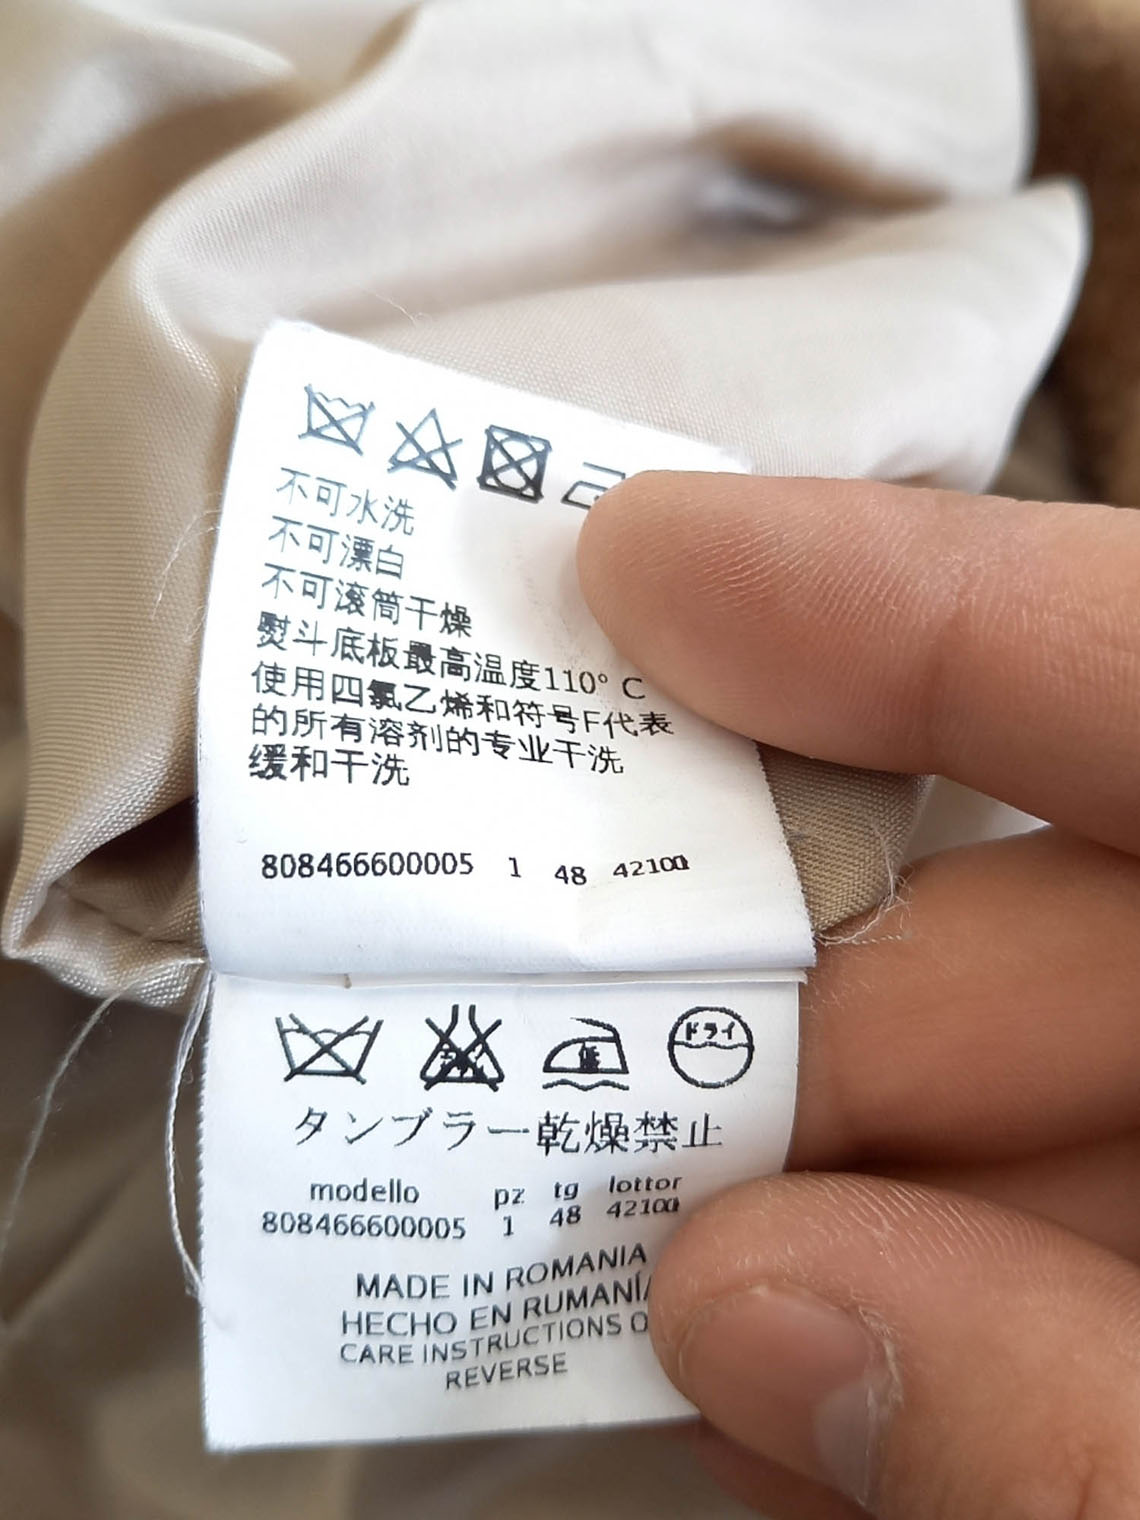 不可水洗
不可漂白
不可滚筒干燥
熨斗底板最高温度110° C
使用四氯乙烯和符号F代表
的所有溶剂的专业干洗
缓和干洗
808466600005 1 48 42100
低 ドライ
タンブラー乾燥禁止
modello pz tg lottor
808466600005 1 48 42100
MADE IN ROMANIA
HECHO EN RUMANÍA
CARE INSTRUCTIONS
REVERSE